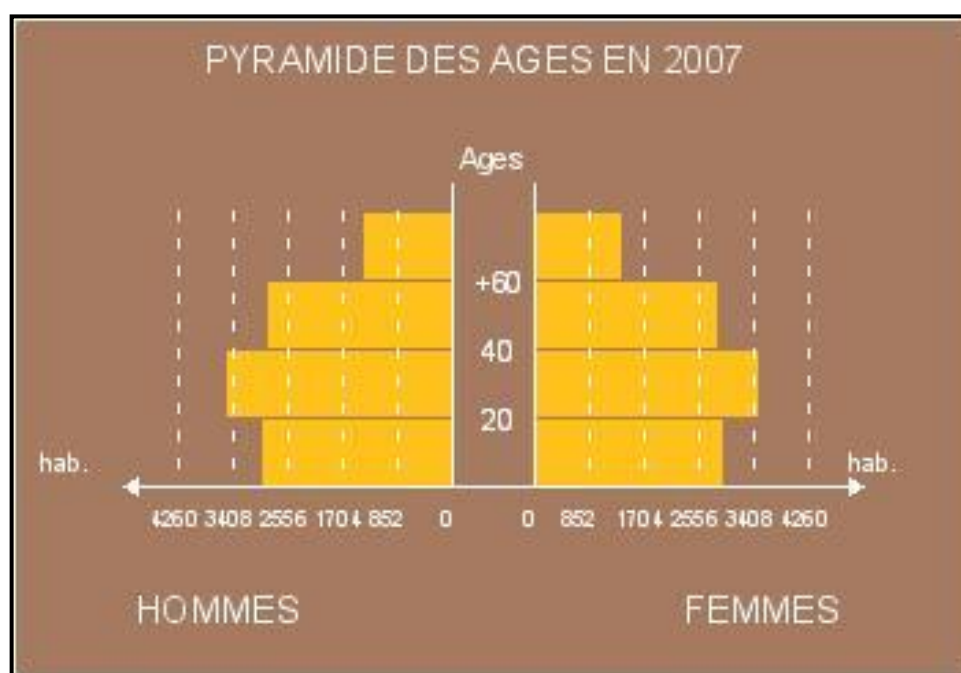 PYRAMIDE DES AGES EN 2007
Ages
+60
40
20
hab. hab.
4260 3408 2556 1704 852 0 0 852 1704 2556 3408 4260
HOMMES FEMMES